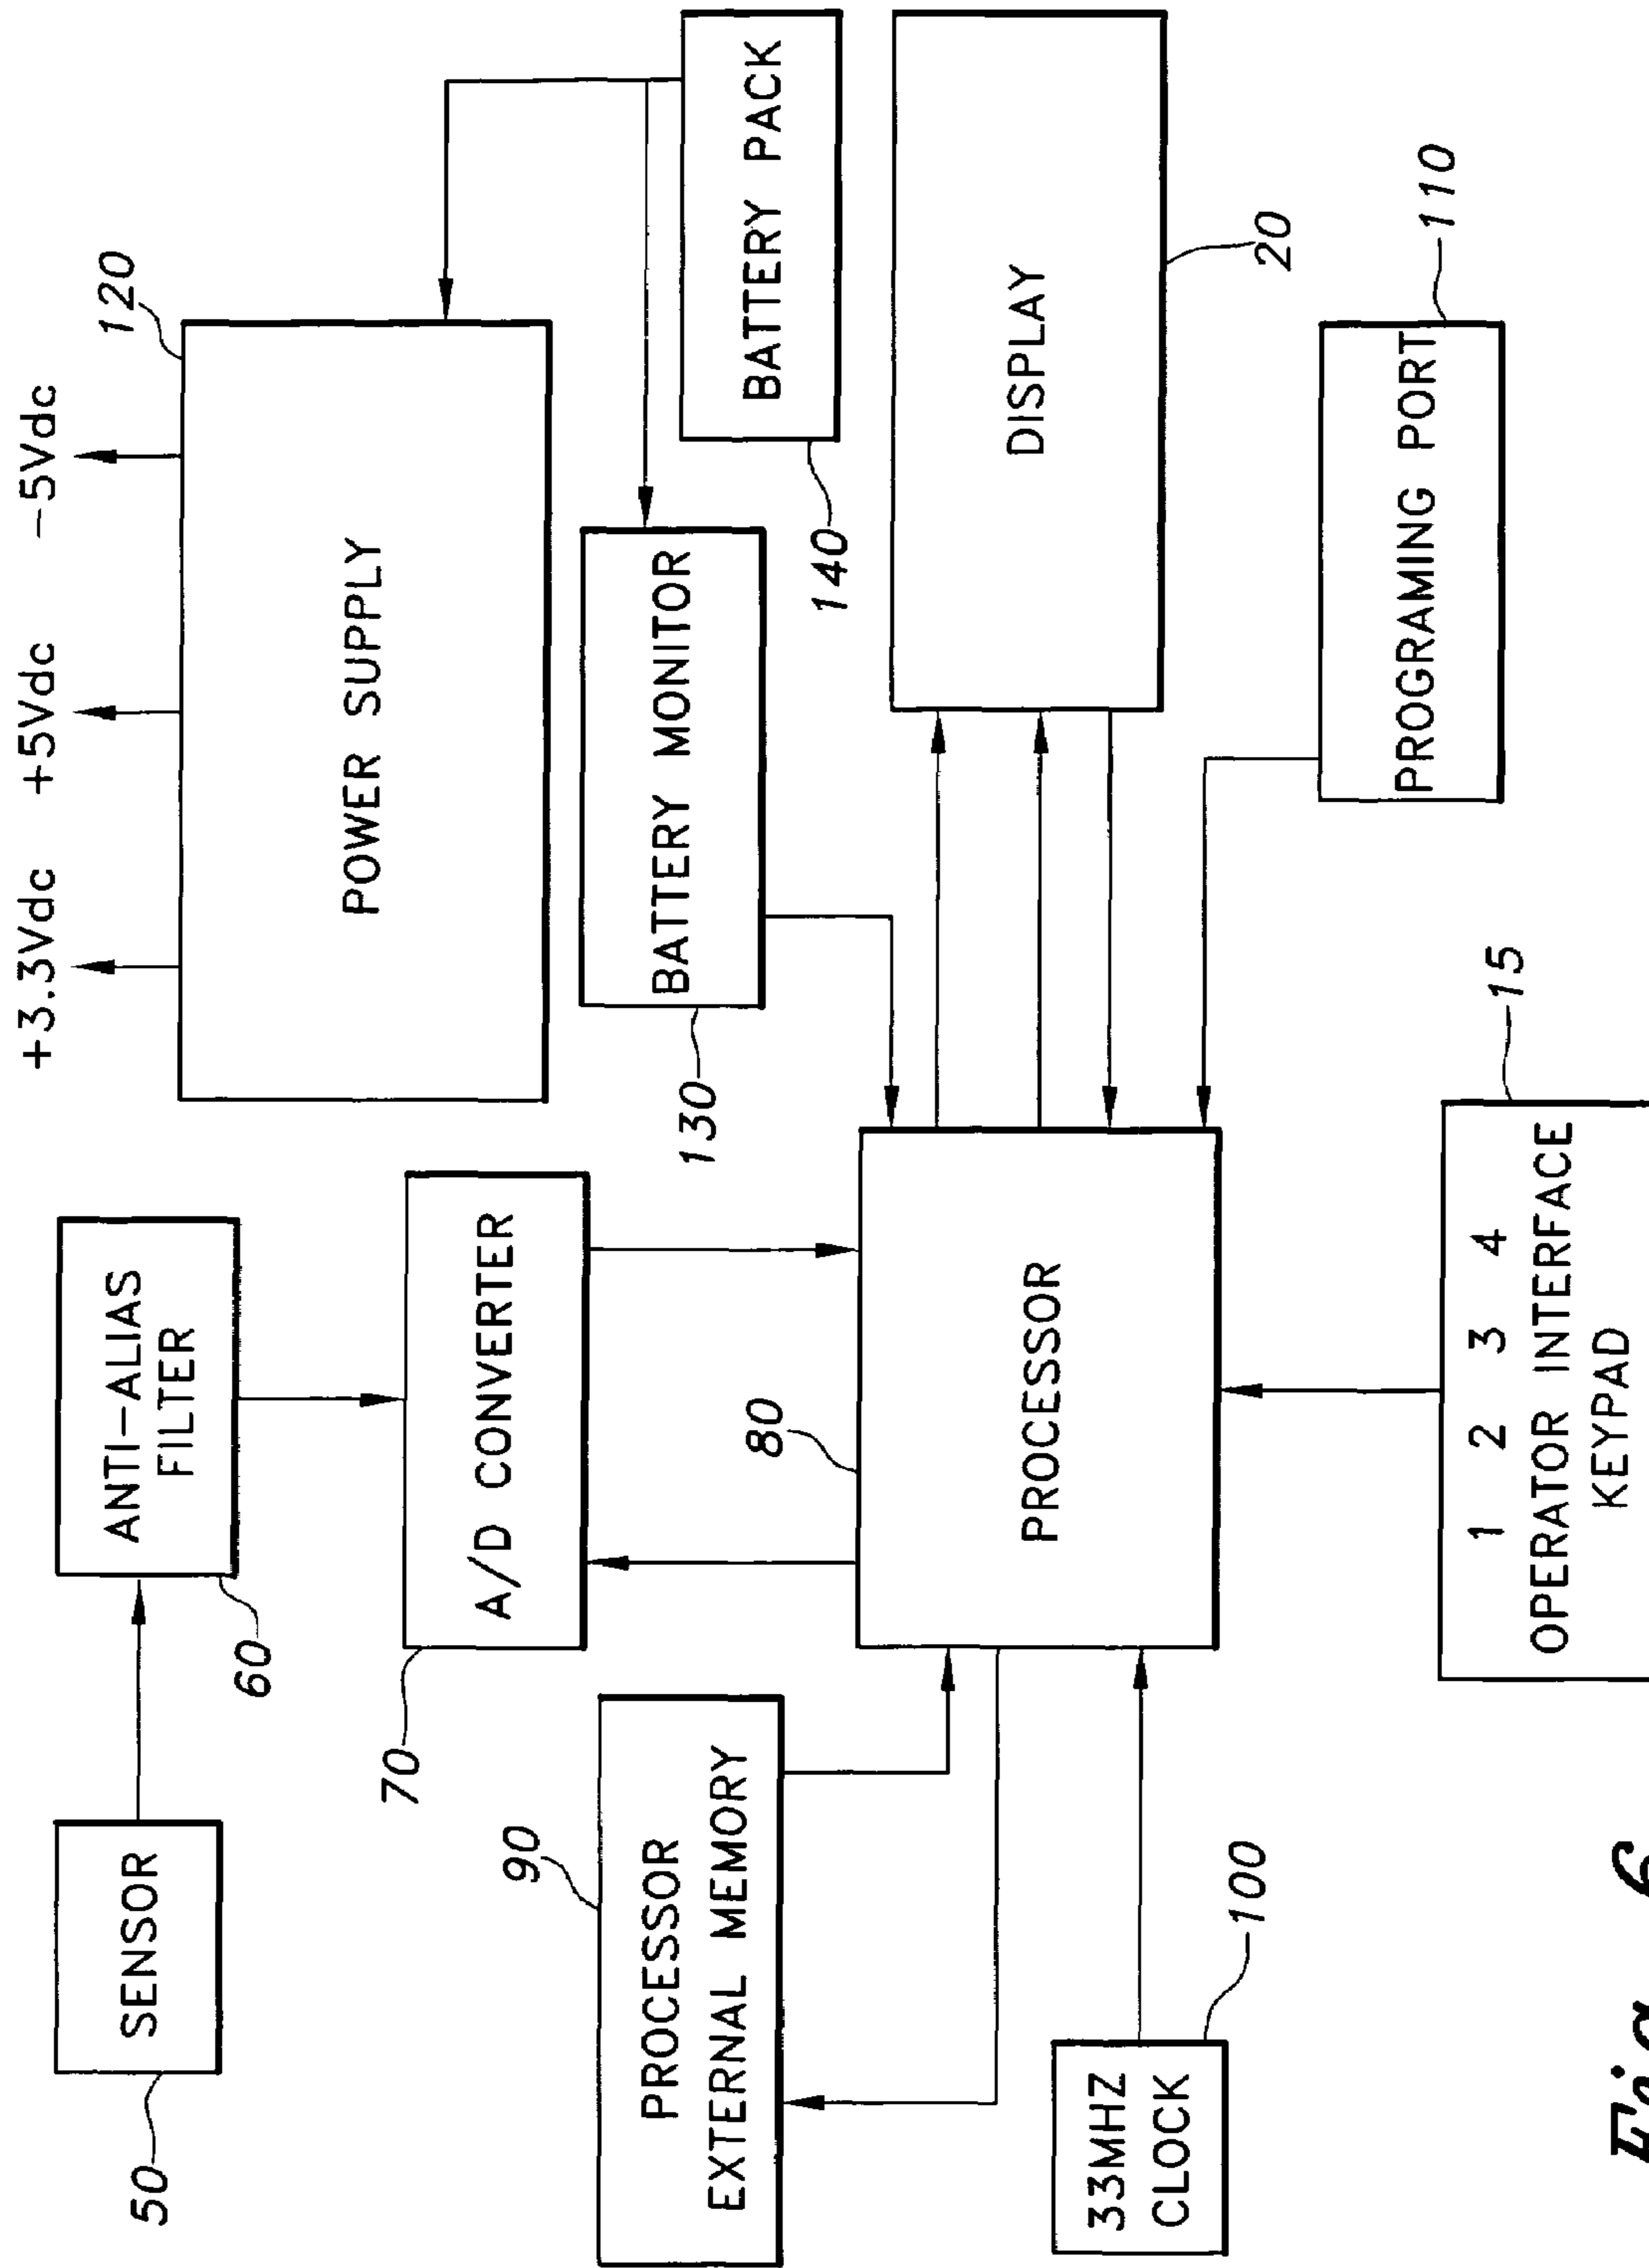 +3.3Vdc
+5Vdc
-5Vdc
120
POWER SUPPLY
SENSOR
50
ANTI-ALIAS
FILTER
60
A/D CONVERTER
70
BATTERY MONITOR
130
BATTERY PACK
140
PROCESSOR
EXTERNAL MEMORY
90
80
PROCESSOR
DISPLAY
20
33MHZ
CLOCK
100
PROGRAMING PORT
110
1 2 3 4
OPERATOR INTERFACE
KEYPAD
15
Fig. 6